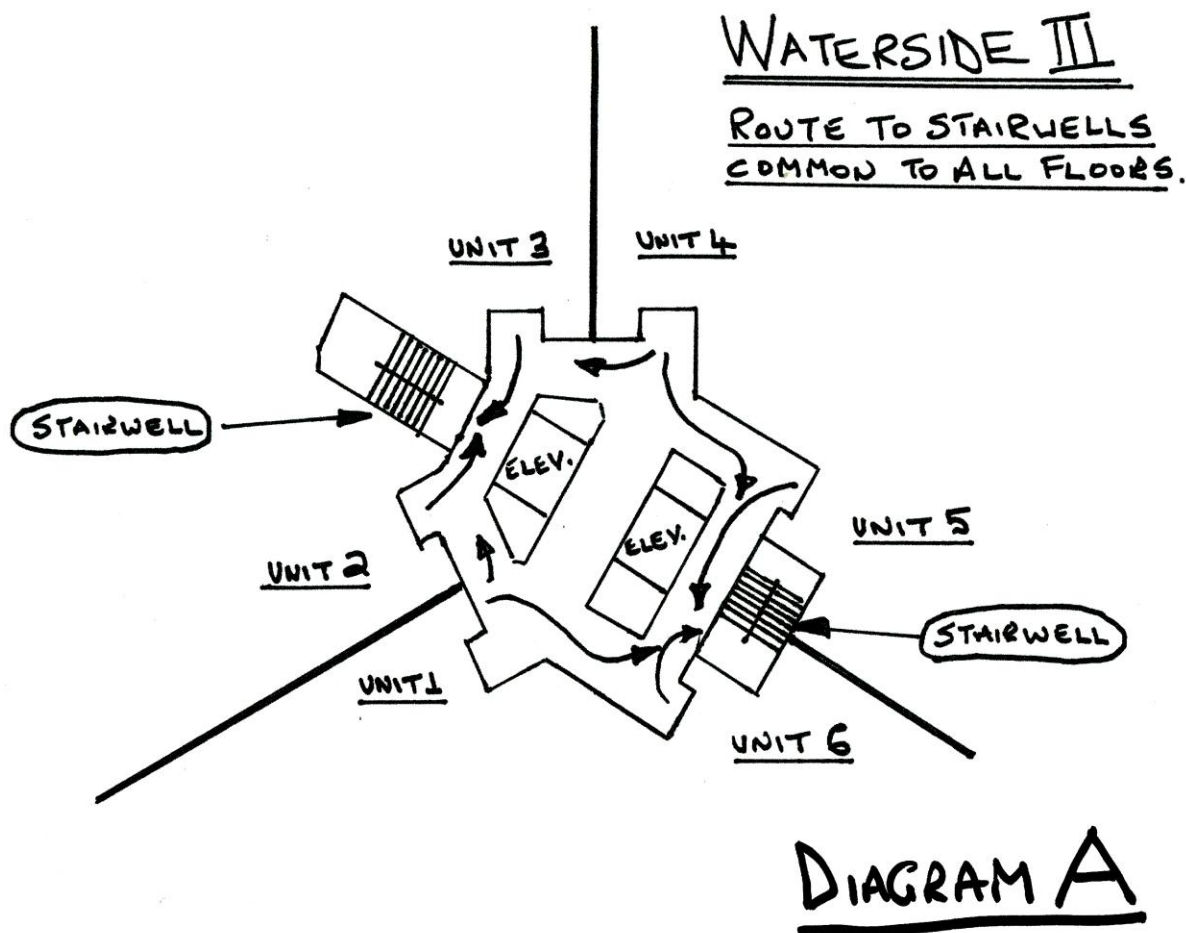 WATERSIDE III
ROUTE TO STAIRWELLS
COMMON TO ALL FLOORS.
UNIT 3
UNIT 4
STAIRWELL
ELEV.
ELEV.
UNIT 5
UNIT 2
STAIRWELL
UNIT 1
UNIT 6
DIAGRAM A